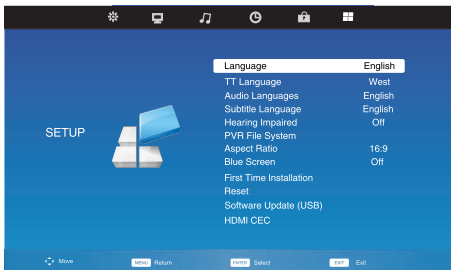 SETUP
Language English
TT Language West
Audio Languages English
Subtitle Language English
Hearing Impaired Off
PVR File System
Aspect Ratio 16:9
Blue Screen Off
First Time Installation
Reset
Software Update (USB)
HDMI CEC
Move MENU Return ENTER Select EXIT Exit